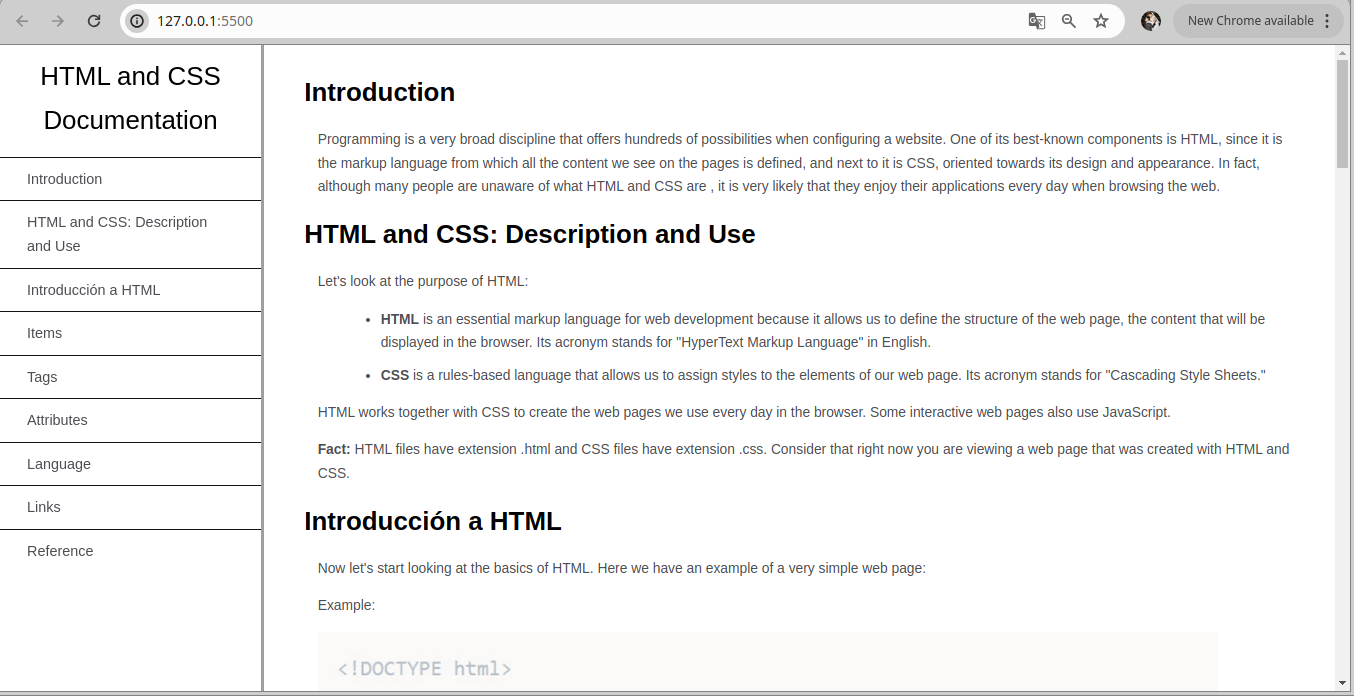 127.0.0.1:5500
New Chrome available
HTML and CSS
Documentation
Introduction
HTML and CSS: Description
and Use
Introducción a HTML
Items
Tags
Attributes
Language
Links
Reference
Introduction
Programming is a very broad discipline that offers hundreds of possibilities when configuring a website. One of its best-known components is HTML, since it is
the markup language from which all the content we see on the pages is defined, and next to it is CSS, oriented towards its design and appearance. In fact,
although many people are unaware of what HTML and CSS are , it is very likely that they enjoy their applications every day when browsing the web.
HTML and CSS: Description and Use
Let's look at the purpose of HTML:
• HTML is an essential markup language for web development because it allows us to define the structure of the web page, the content that will be
displayed in the browser. Its acronym stands for "HyperText Markup Language" in English.
• CSS is a rules-based language that allows us to assign styles to the elements of our web page. Its acronym stands for "Cascading Style Sheets."
HTML works together with CSS to create the web pages we use every day in the browser. Some interactive web pages also use JavaScript.
Fact: HTML files have extension .html and CSS files have extension .css. Consider that right now you are viewing a web page that was created with HTML and
CSS.
Introducción a HTML
Now let's start looking at the basics of HTML. Here we have an example of a very simple web page:
Example:
<!DOCTYPE html>